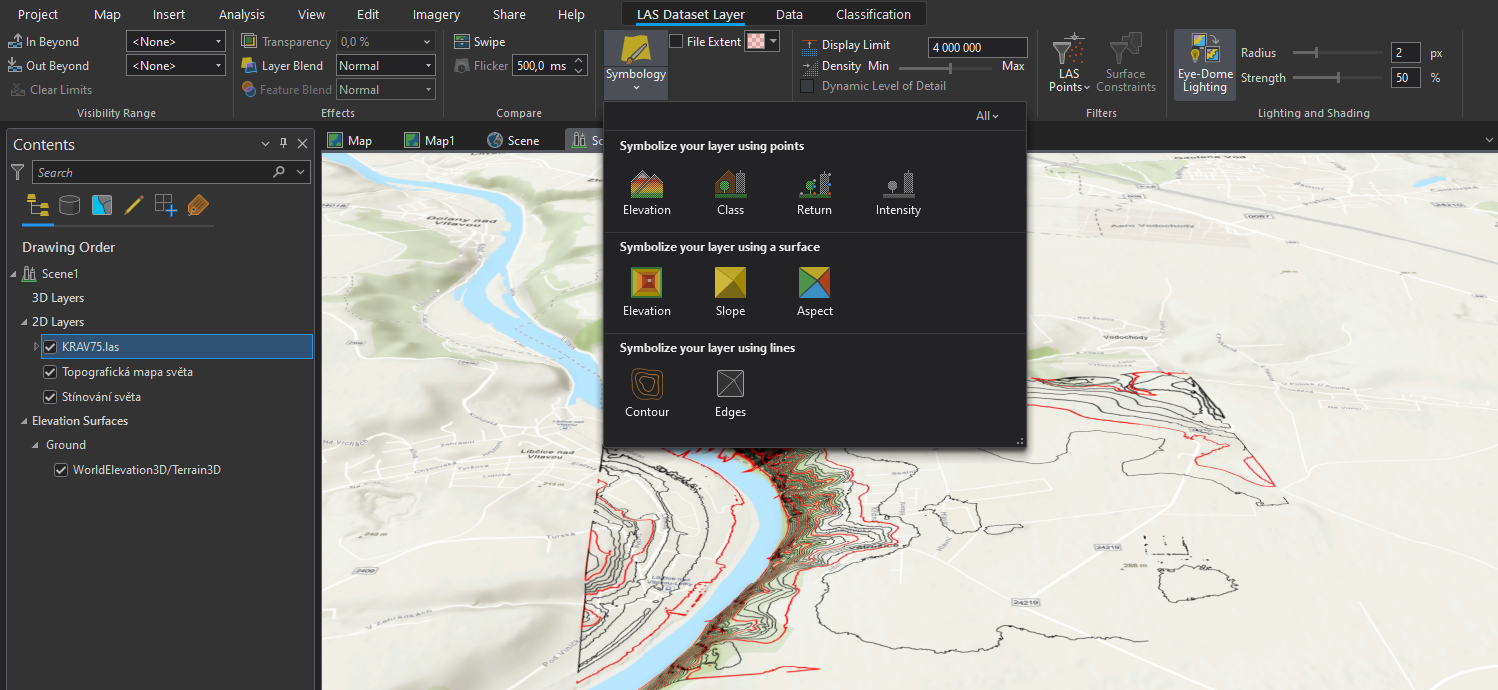 Project Map Insert Analysis View Edit Imagery Share Help LAS Dataset Layer Data Classification
In Beyond <None>
Out Beyond <None>
Clear Limits
Visibility Range
Transparency 0,0 %
Layer Blend Normal
Feature Blend Normal
Effects
Swipe
Flicker 500,0 ms
Compare
Symbology
File Extent
Display Limit 4 000 000
Density Min Max
Dynamic Level of Detail
LAS
Points
Surface
Constraints
Filters
Eye-Dome
Lighting
Radius 2 px
Strength 50 %
Lighting and Shading
All
Symbolize your layer using points
Elevation Class Return Intensity
Symbolize your layer using a surface
Elevation Slope Aspect
Symbolize your layer using lines
Contour Edges
Contents
Search
Drawing Order
Scene1
3D Layers
2D Layers
KRAV75.las
Topografická mapa světa
Stínování světa
Elevation Surfaces
Ground
WorldElevation3D/Terrain3D
Map Map1 Scene Sc
Dolany nad
Vltavou
Libčice nad
Vltavou
Turská
V Zahrádkách
Vodochody
Aero Vodochody
24219
24219